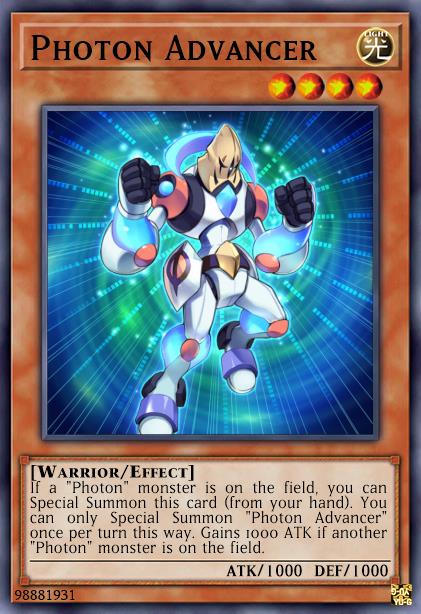 Photon Advancer
LIGHT
光
[Warrior/Effect]
If a "Photon" monster is on the field, you can
Special Summon this card (from your hand). You
can only Special Summon "Photon Advancer"
once per turn this way. Gains 1000 ATK if another
"Photon" monster is on the field.
ATK/1000 DEF/1000
98881931